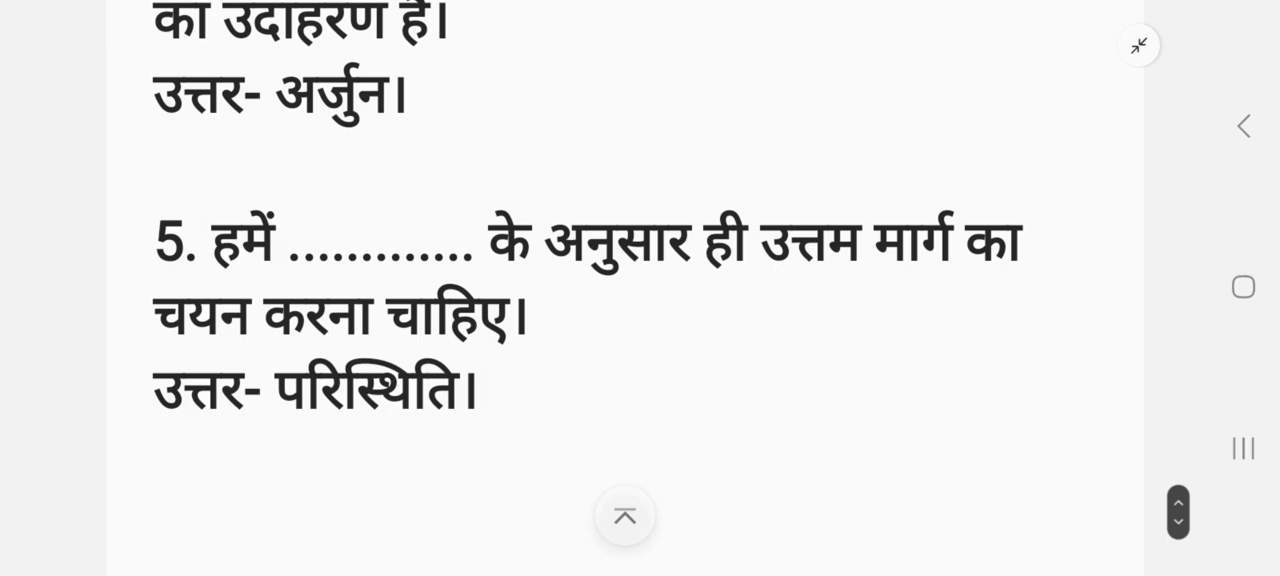 का उदाहरण है।
उत्तर- अर्जुन।
5. हमें ............. के अनुसार ही उत्तम मार्ग का
चयन करना चाहिए।
उत्तर- परिस्थिति।